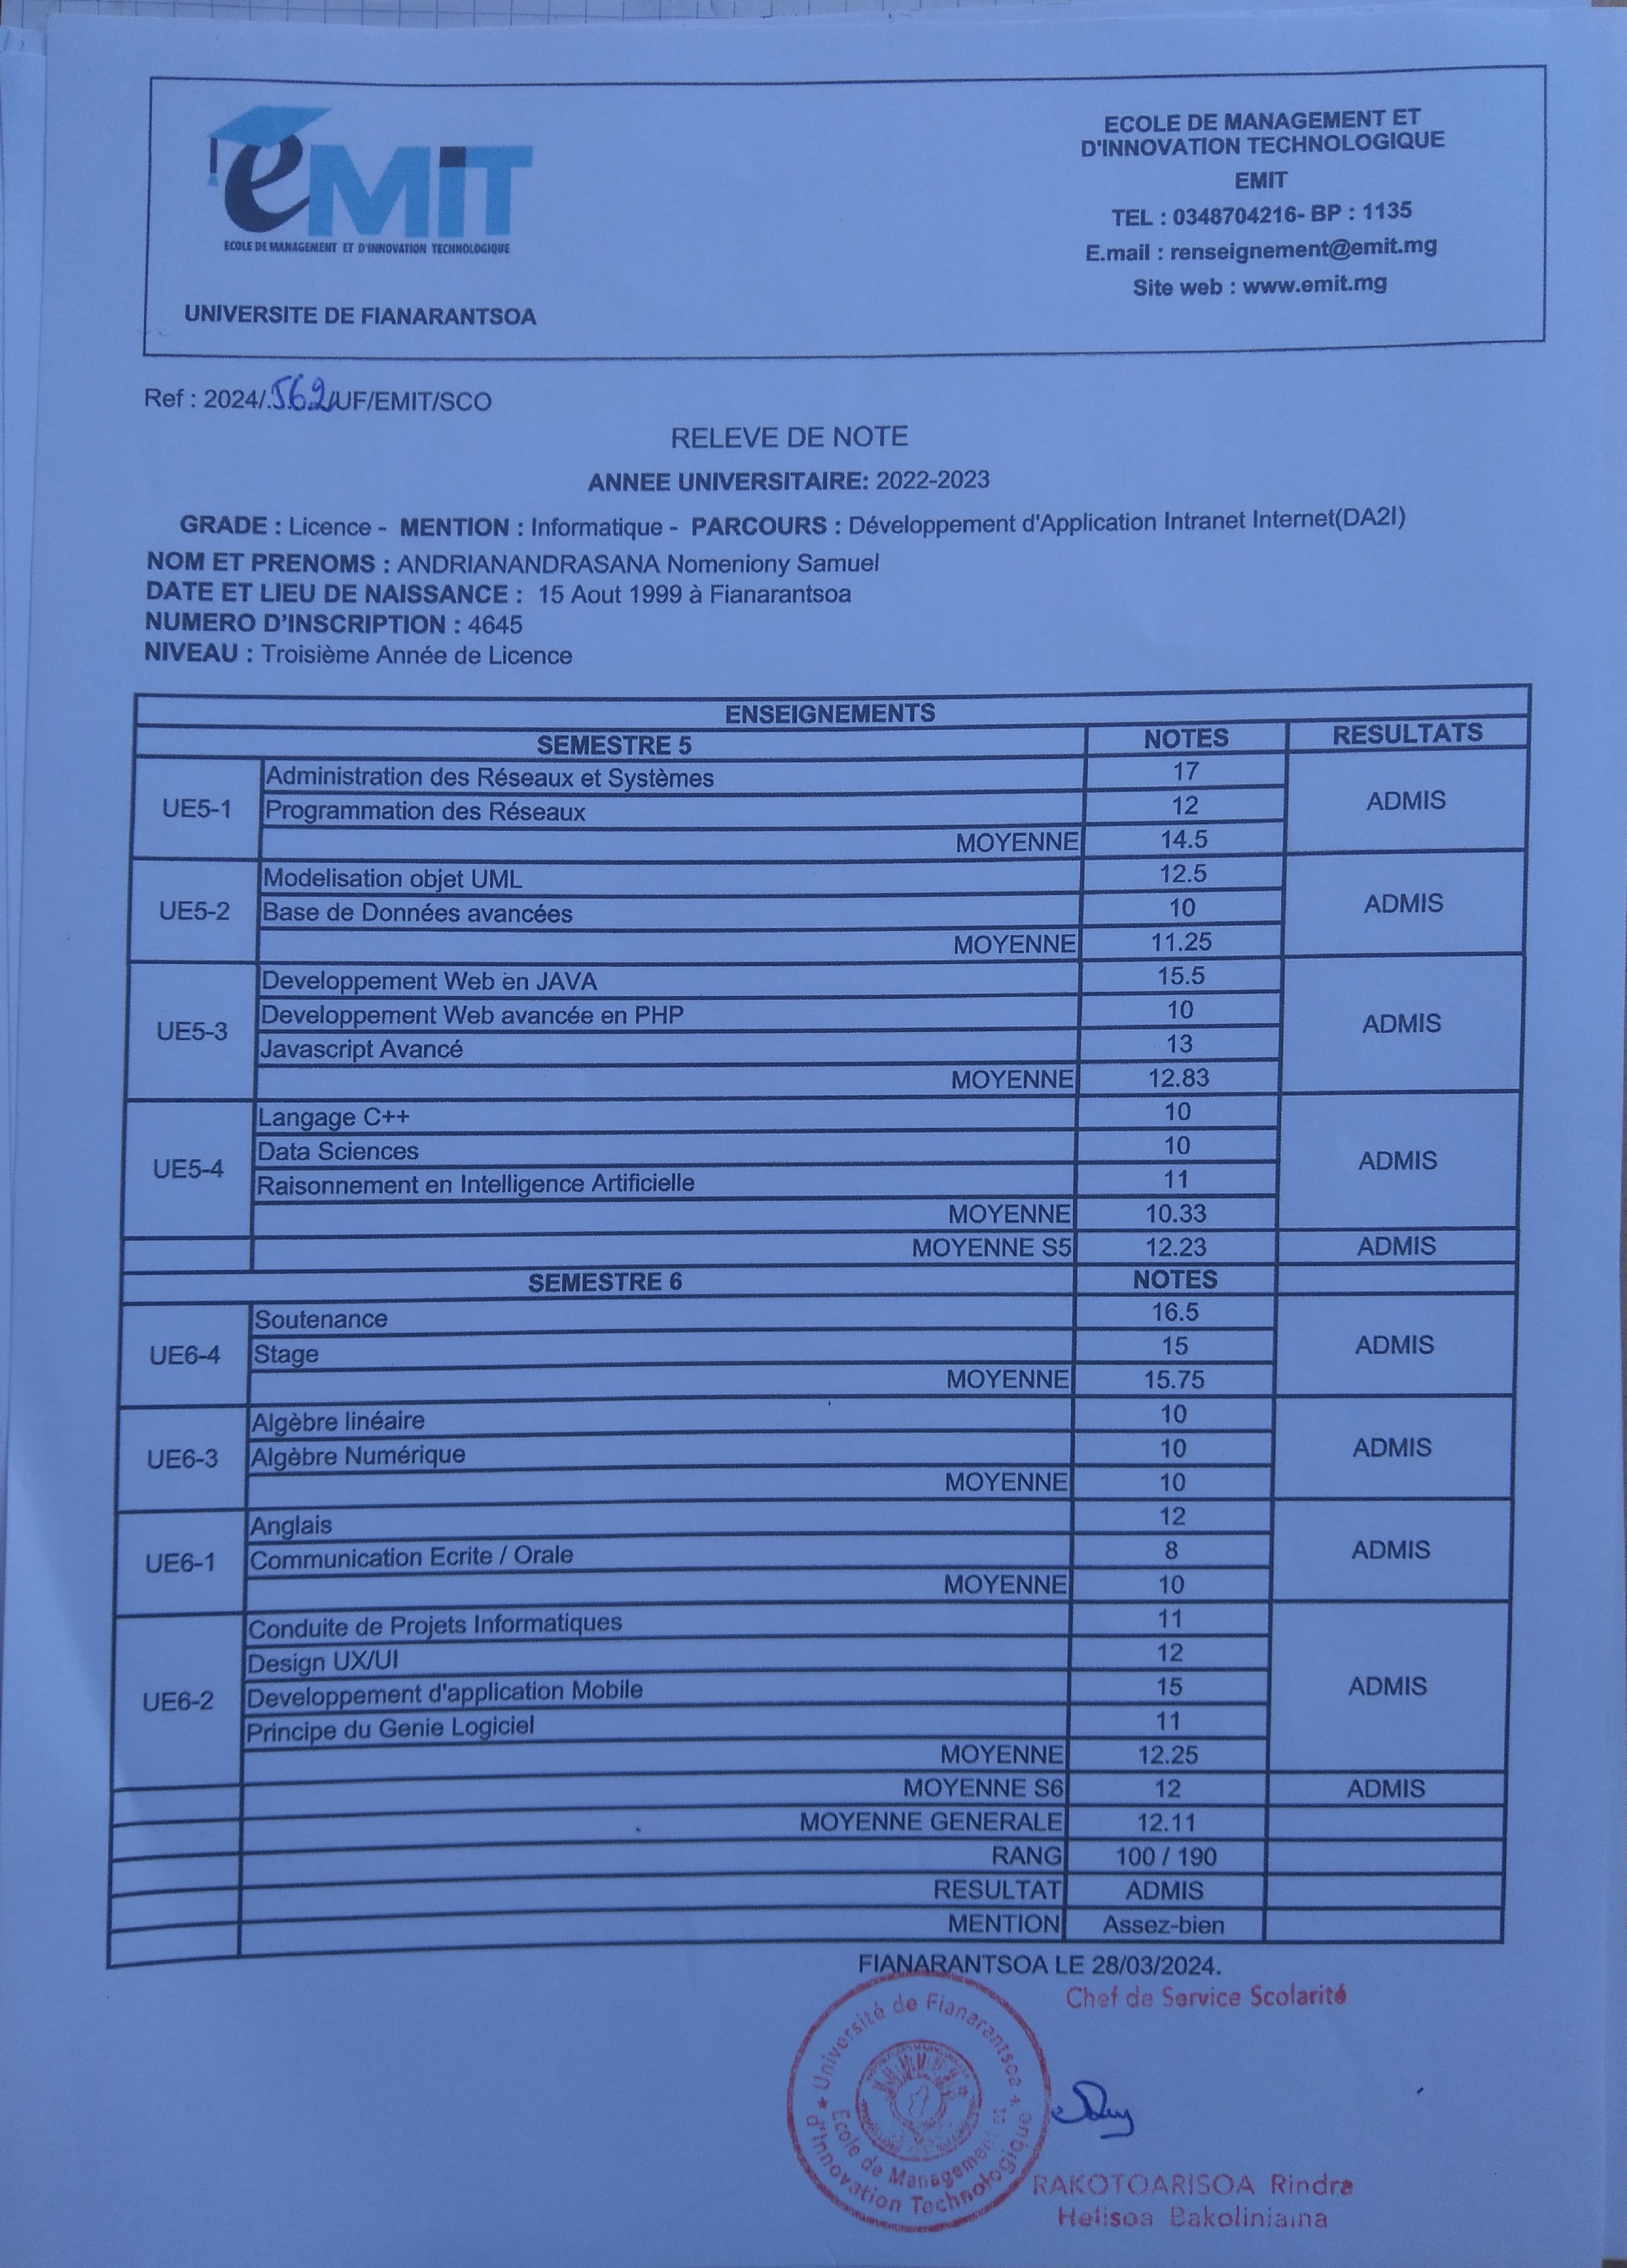 eMiT
ECOLE DE MANAGEMENT ET D'INNOVATION TECHNOLOGIQUE
UNIVERSITE DE FIANARANTSOA
ECOLE DE MANAGEMENT ET
D'INNOVATION TECHNOLOGIQUE
EMIT
TEL : 0348704216- BP : 1135
E.mail : renseignement@emit.mg
Site web : www.emit.mg
Ref : 2024/.562/UF/EMIT/SCO
RELEVE DE NOTE
ANNEE UNIVERSITAIRE: 2022-2023
GRADE : Licence - MENTION : Informatique - PARCOURS : Développement d'Application Intranet Internet(DA2I)
NOM ET PRENOMS : ANDRIANANDRASANA Nomeniony Samuel
DATE ET LIEU DE NAISSANCE : 15 Aout 1999 à Fianarantsoa
NUMERO D'INSCRIPTION : 4645
NIVEAU : Troisième Année de Licence
ENSEIGNEMENTS
SEMESTRE 5 NOTES RESULTATS
UE5-1 Administration des Réseaux et Systèmes 17 ADMIS
Programmation des Réseaux 12
MOYENNE 14.5
UE5-2 Modelisation objet UML 12.5 ADMIS
Base de Données avancées 10
MOYENNE 11.25
UE5-3 Developpement Web en JAVA 15.5 ADMIS
Developpement Web avancée en PHP 10
Javascript Avancé 13
MOYENNE 12.83
UE5-4 Langage C++ 10 ADMIS
Data Sciences 10
Raisonnement en Intelligence Artificielle 11
MOYENNE 10.33
MOYENNE S5 12.23 ADMIS
SEMESTRE 6 NOTES
UE6-4 Soutenance 16.5 ADMIS
Stage 15
MOYENNE 15.75
UE6-3 Algèbre linéaire 10 ADMIS
Algèbre Numérique 10
MOYENNE 10
UE6-1 Anglais 12 ADMIS
Communication Ecrite / Orale 8
MOYENNE 10
UE6-2 Conduite de Projets Informatiques 11 ADMIS
Design UX/UI 12
Developpement d'application Mobile 15
Principe du Genie Logiciel 11
MOYENNE 12.25
MOYENNE S6 12 ADMIS
MOYENNE GENERALE 12.11
RANG 100 / 190
RESULTAT ADMIS
MENTION Assez-bien
FIANARANTSOA LE 28/03/2024.
Chef de Service Scolarité
Université de Fianarantsoa
Ecole de Management et
d'Innovation Technologique
RAKOTOARISOA Rindra
Helisoa Bakoliniaina